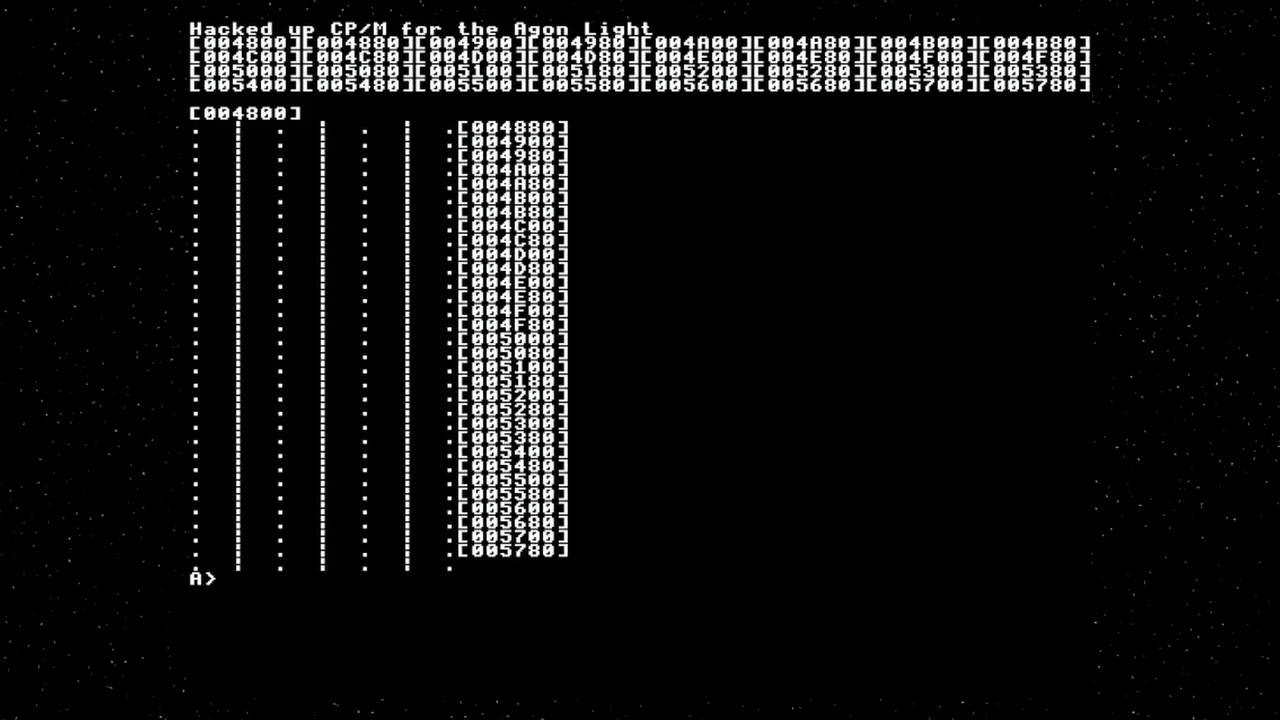 Hacked up CP/M for the Agon Light
[004800][004880][004900][004980][004A00][004A80][004B00][004B80]
[004C00][004C80][004D00][004D80][004E00][004E80][004F00][004F80]
[005000][005080][005100][005180][005200][005280][005300][005380]
[005400][005480][005500][005580][005600][005680][005700][005780]
[004800]
. ¦ : ¦ . ¦ .[004880]
. ¦ : ¦ . ¦ .[004900]
. ¦ : ¦ . ¦ .[004980]
. ¦ : ¦ . ¦ .[004A00]
. ¦ : ¦ . ¦ .[004A80]
. ¦ : ¦ . ¦ .[004B00]
. ¦ : ¦ . ¦ .[004B80]
. ¦ : ¦ . ¦ .[004C00]
. ¦ : ¦ . ¦ .[004C80]
. ¦ : ¦ . ¦ .[004D00]
. ¦ : ¦ . ¦ .[004D80]
. ¦ : ¦ . ¦ .[004E00]
. ¦ : ¦ . ¦ .[004E80]
. ¦ : ¦ . ¦ .[004F00]
. ¦ : ¦ . ¦ .[004F80]
. ¦ : ¦ . ¦ .[005000]
. ¦ : ¦ . ¦ .[005080]
. ¦ : ¦ . ¦ .[005100]
. ¦ : ¦ . ¦ .[005180]
. ¦ : ¦ . ¦ .[005200]
. ¦ : ¦ . ¦ .[005280]
. ¦ : ¦ . ¦ .[005300]
. ¦ : ¦ . ¦ .[005380]
. ¦ : ¦ . ¦ .[005400]
. ¦ : ¦ . ¦ .[005480]
. ¦ : ¦ . ¦ .[005500]
. ¦ : ¦ . ¦ .[005580]
. ¦ : ¦ . ¦ .[005600]
. ¦ : ¦ . ¦ .[005680]
. ¦ : ¦ . ¦ .[005700]
. ¦ : ¦ . ¦ .[005780]
. ¦ : ¦ . ¦ .
A>